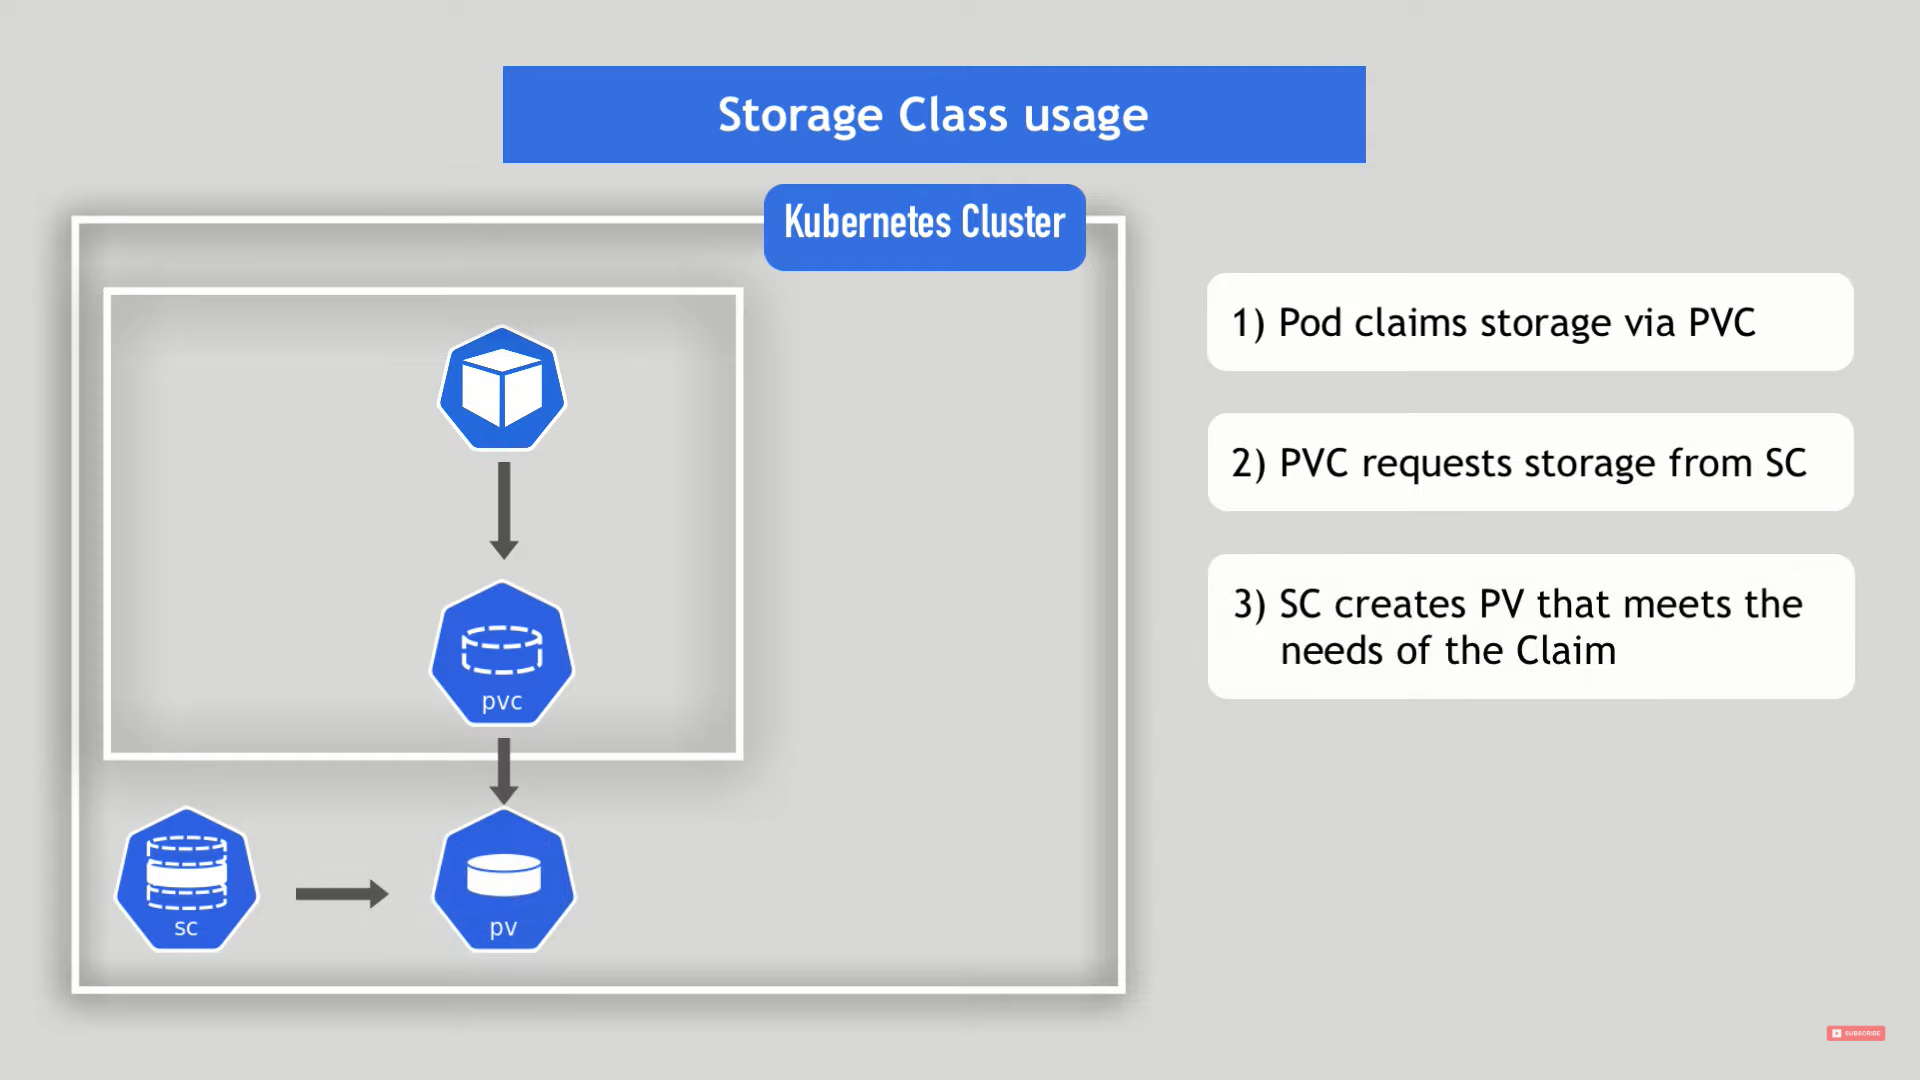 Storage Class usage
Kubernetes Cluster
1) Pod claims storage via PVC
2) PVC requests storage from SC
3) SC creates PV that meets the
needs of the Claim
pvc
sc
pv
SUBSCRIBE